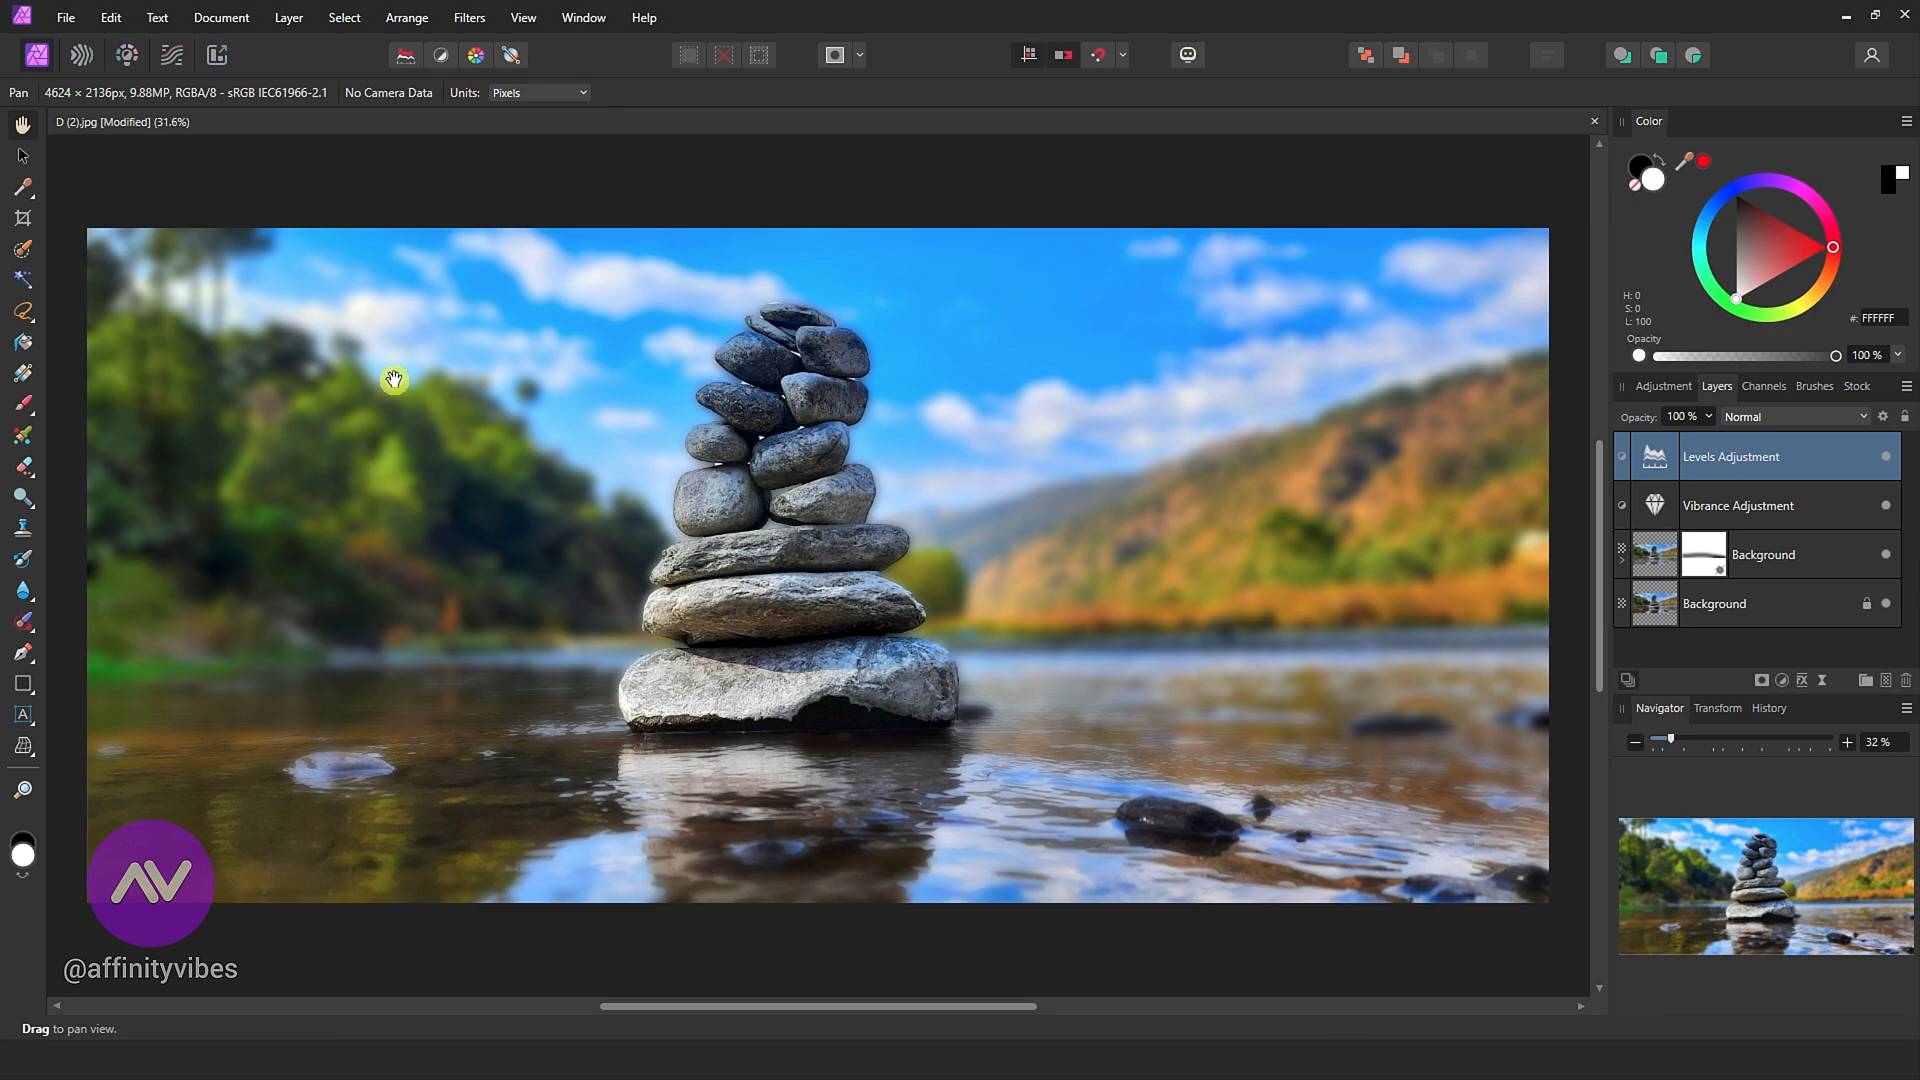 File Edit Text Document Layer Select Arrange Filters View Window Help
Pan 4624 × 2136px, 9.88MP, RGBA/8 - sRGB IEC61966-2.1 No Camera Data Units: Pixels
D (2).jpg [Modified] (31.6%)
Color
H: 0
S: 0
L: 100
#: FFFFFF
Opacity
100 %
Adjustment Layers Channels Brushes Stock
Opacity: 100 % Normal
Levels Adjustment
Vibrance Adjustment
Background
Background
Navigator Transform History
32 %
AV
@affinityvibes
Drag to pan view.